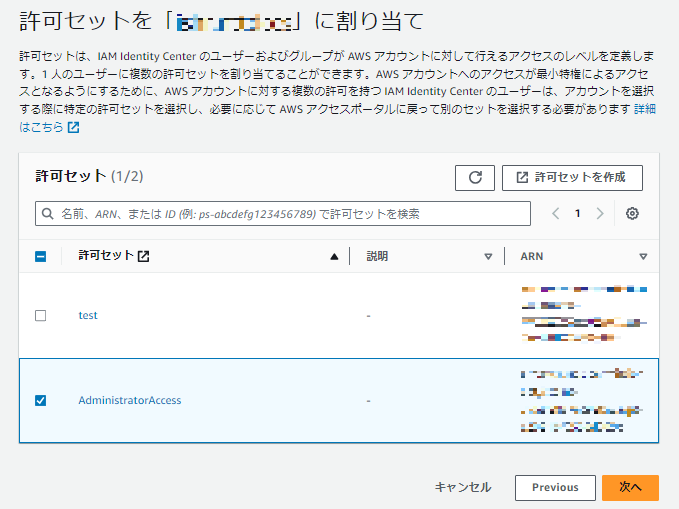 許可セットを「」に割り当て
許可セットは、IAM Identity Center のユーザーおよびグループが AWS アカウントに対して行えるアクセスのレベルを定義しま
す。1 人のユーザーに複数の許可セットを割り当てることができます。AWS アカウントへのアクセスが最小特権によるアクセ
スとなるようにするために、AWS アカウントに対する複数の許可を持つ IAM Identity Center のユーザーは、アカウントを選択
する際に特定の許可セットを選択し、必要に応じて AWS アクセスポータルに戻って別のセットを選択する必要があります 詳細
はこちら
許可セット (1/2)
許可セットを作成
名前、ARN、または ID (例: ps-abcdefg123456789) で許可セットを検索
1
許可セット 説明 ARN
test -
AdministratorAccess -
キャンセル Previous 次へ